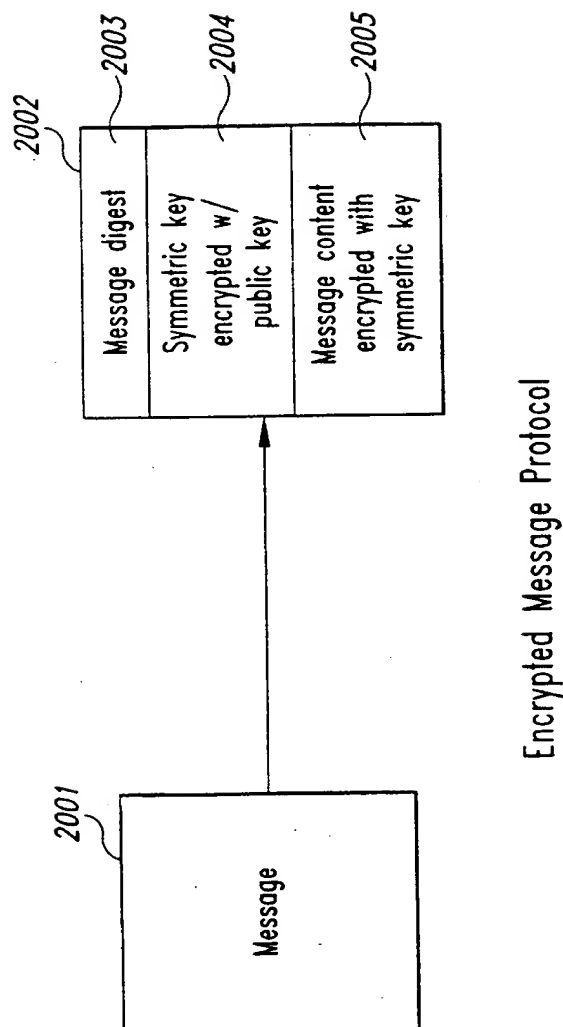 2001
Message
2002
Message digest
2003
Symmetric key
encrypted w/
public key
2004
Message content
encrypted with
symmetric key
2005
Encrypted Message Protocol